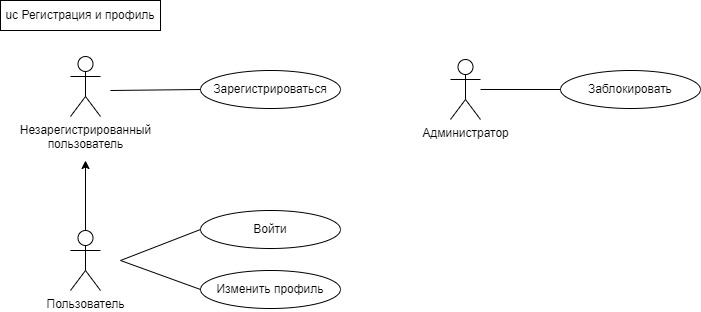 uc Регистрация и профиль
Зарегистрироваться
Незарегистрированный
пользователь
Заблокировать
Администратор
Войти
Изменить профиль
Пользователь